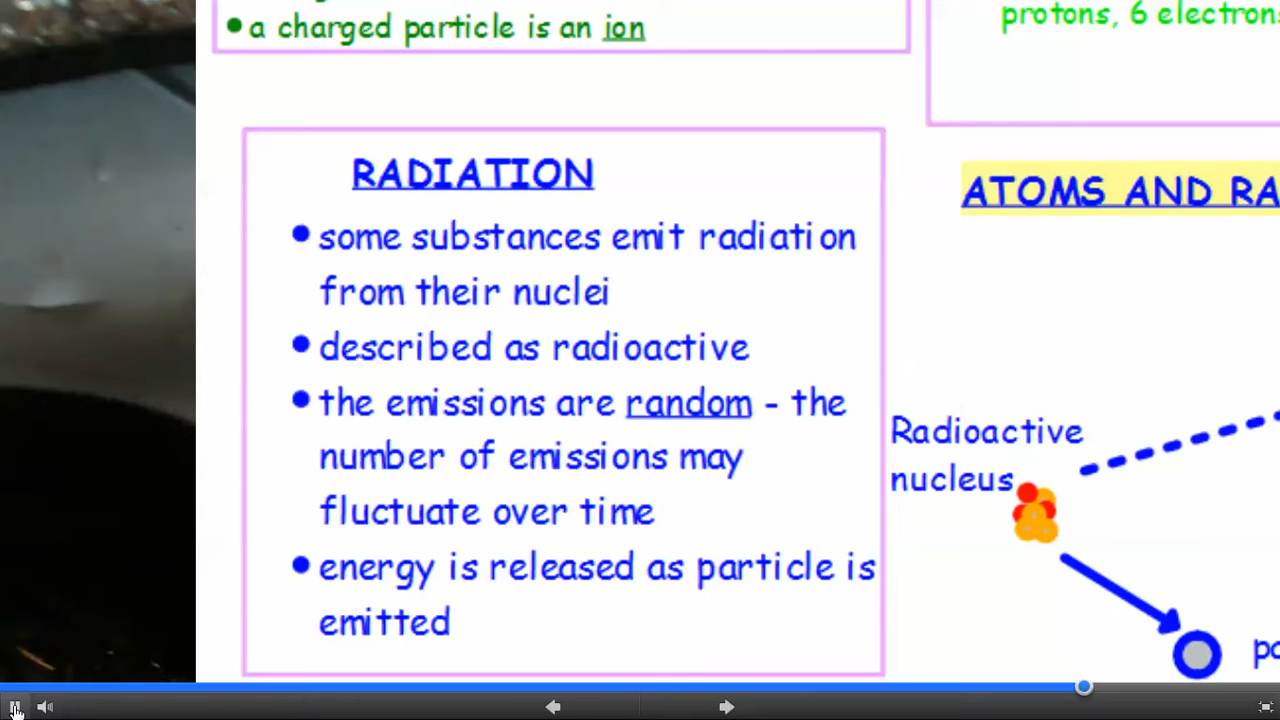 protons, 6 electrons
a charged particle is an ion
RADIATION
some substances emit radiation
from their nuclei
described as radioactive
the emissions are random - the
number of emissions may
fluctuate over time
energy is released as particle is
emitted
ATOMS AND RA
Radioactive
nucleus